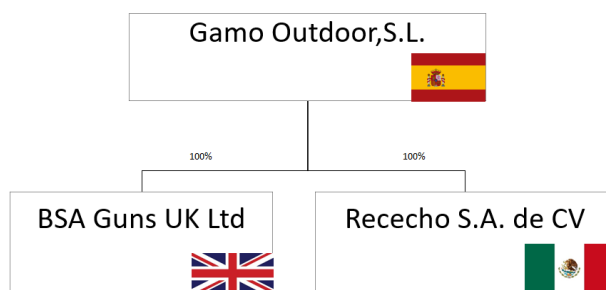 Gamo Outdoor,S.L.
100%
100%
BSA Guns UK Ltd
Rececho S.A. de CV